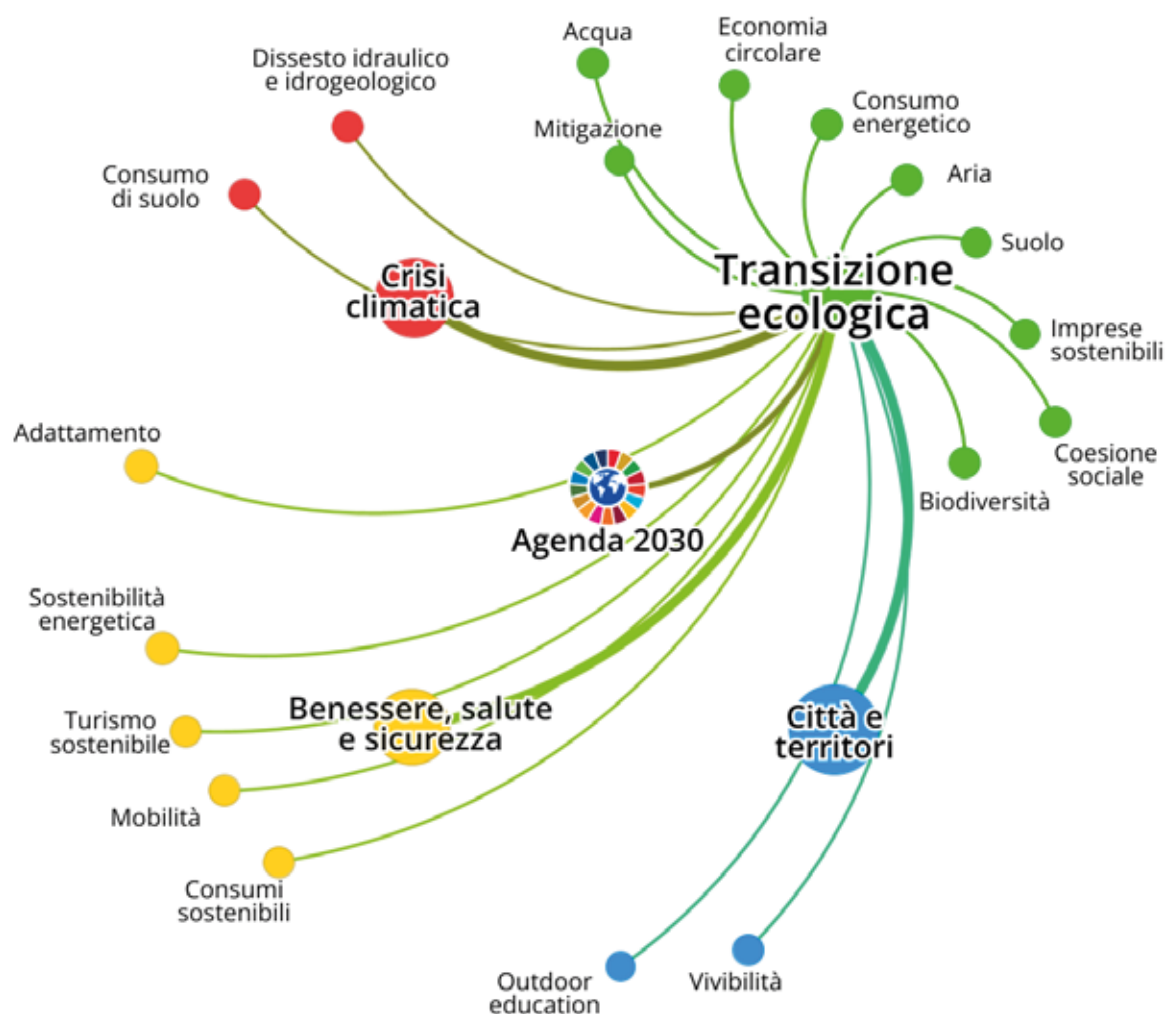 Acqua
Economia
circolare
Dissesto idraulico
e idrogeologico
Mitigazione
Consumo
energetico
Consumo
di suolo
Aria
Suolo
Crisi
climatica
Transizione
ecologica
Imprese
sostenibili
Adattamento
Coesione
sociale
Biodiversità
Agenda 2030
Sostenibilità
energetica
Turismo
sostenibile
Benessere, salute
e sicurezza
Città e
territori
Mobilità
Consumi
sostenibili
Outdoor
education
Vivibilità